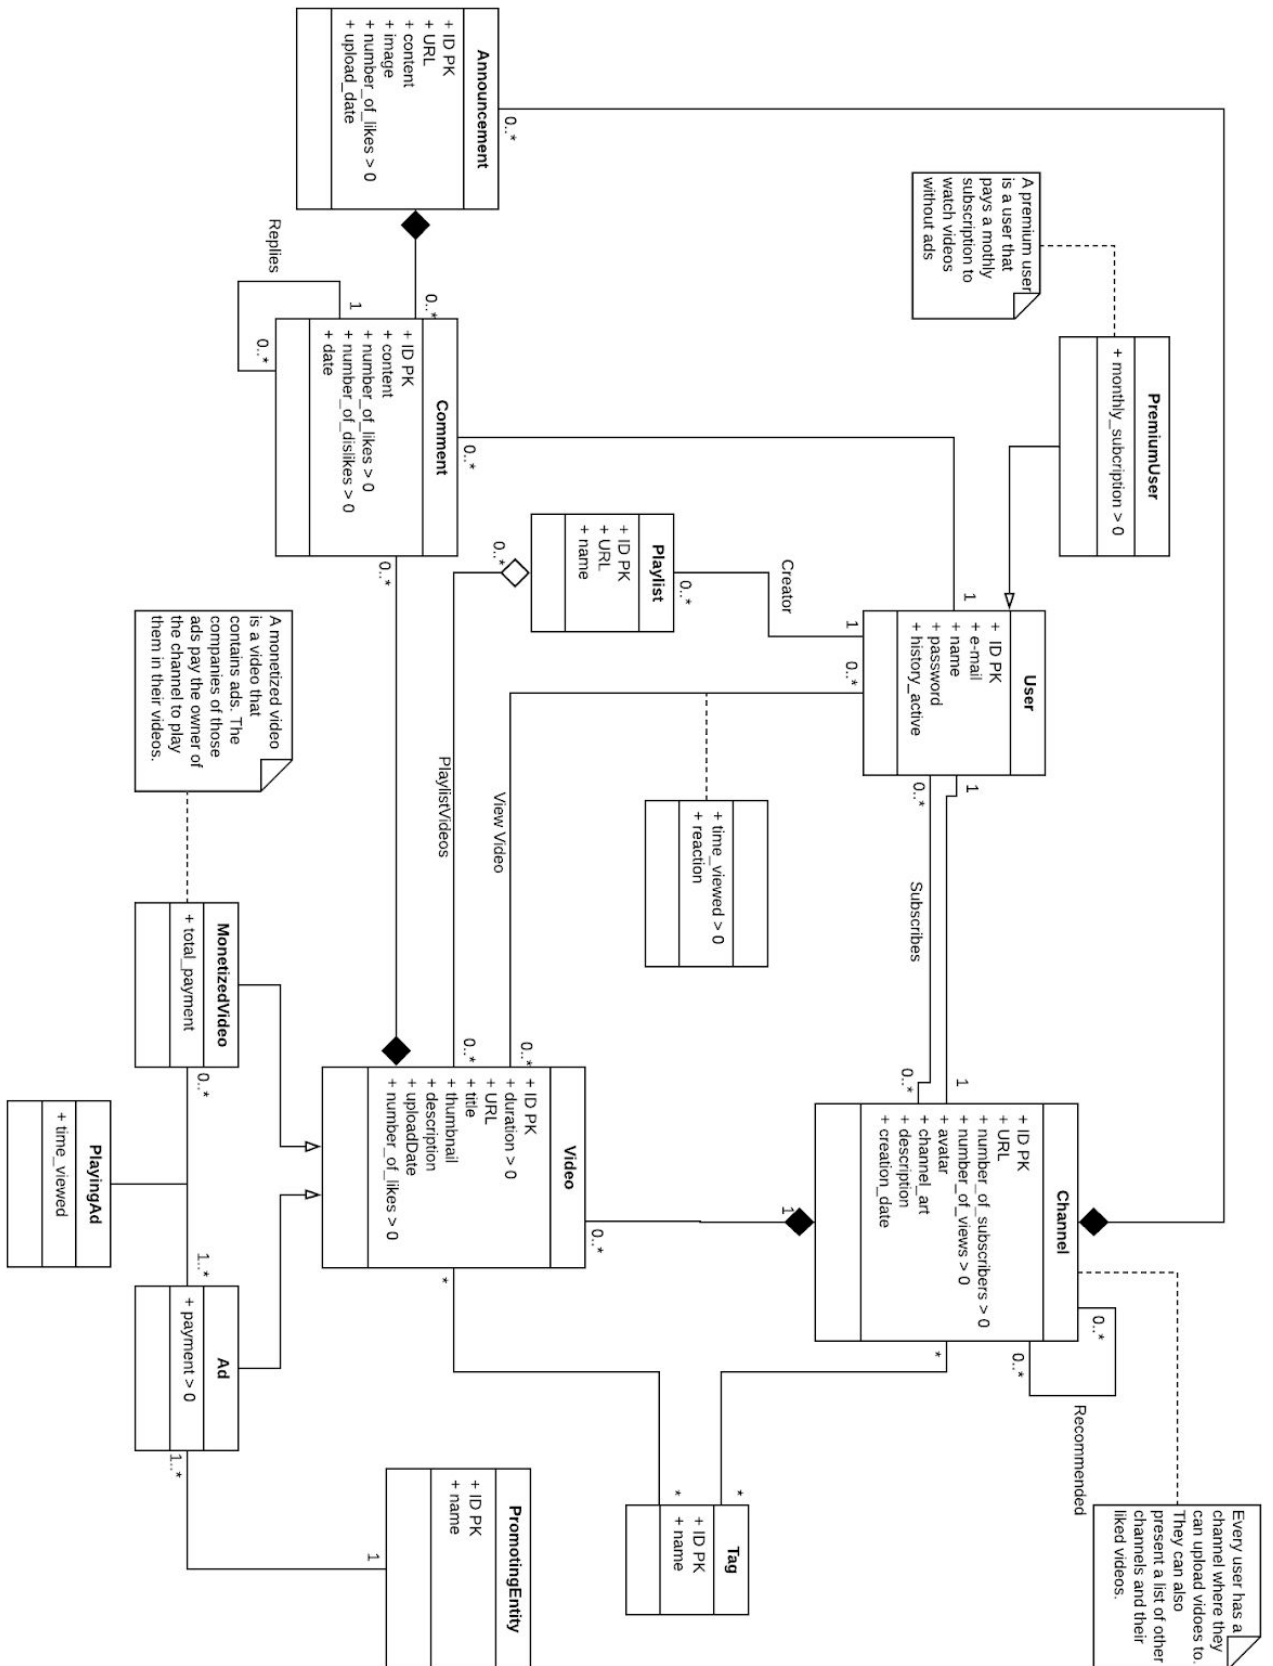 Announcement
+ ID PK
+ URL
+ content
+ image
+ number_of_likes > 0
+ upload_date
0..*
Replies
1
0..*
0..*
Comment
+ ID PK
+ content
+ number_of_likes > 0
+ number_of_dislikes > 0
+ date
0..*
0..*
A premium user
is a user that
pays a mothly
subscription to
watch videos
without ads
PremiumUser
+ monthly_subcription > 0
Playlist
+ ID PK
+ URL
+ name
0..*
0..*
Creator
1
1
0..*
User
+ ID PK
+ e-mail
+ name
+ password
+ history_active
1
0..*
+ time_viewed > 0
+ reaction
Subscribes
View Video
PlaylistVideos
A monetized video
is a video that
contains ads. The
companies of those
ads pay the owner of
the channel to play
them in their videos.
MonetizedVideo
+ total_payment
0..*
PlayingAd
+ time_viewed
1..*
Ad
+ payment > 0
1..*
0..*
0..*
Video
+ ID PK
+ duration > 0
+ URL
+ title
+ thumbnail
+ description
+ uploadDate
+ number_of_likes > 0
0..*
*
1
1
0..*
Channel
+ ID PK
+ URL
+ number_of_subscribers > 0
+ number_of_views > 0
+ avatar
+ channel_art
+ description
+ creation_date
0..*
0..*
*
Recommended
Every user has a
channel where they
can upload vidoes to.
They can also
present a list of other
channels and their
liked videos.
*
*
Tag
+ ID PK
+ name
PromotingEntity
+ ID PK
+ name
1